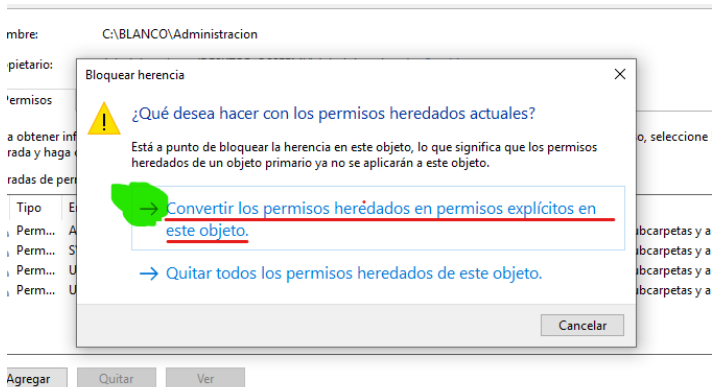 mbre: C:\BLANCO\Administracion
pietario:
Bloquear herencia
Permisos
¿Qué desea hacer con los permisos heredados actuales?
a obtener inf
o, seleccione
Está a punto de bloquear la herencia en este objeto, lo que significa que los permisos
rada y haga
heredados de un objeto primario ya no se aplicarán a este objeto.
radas de per
Tipo E
Convertir los permisos heredados en permisos explícitos en
este objeto.
Perm... A
ubcarpetas y a
Perm... S
ubcarpetas y a
Quitar todos los permisos heredados de este objeto.
Perm... U
ubcarpetas y a
Perm... U
ubcarpetas y a
Cancelar
Agregar Quitar Ver